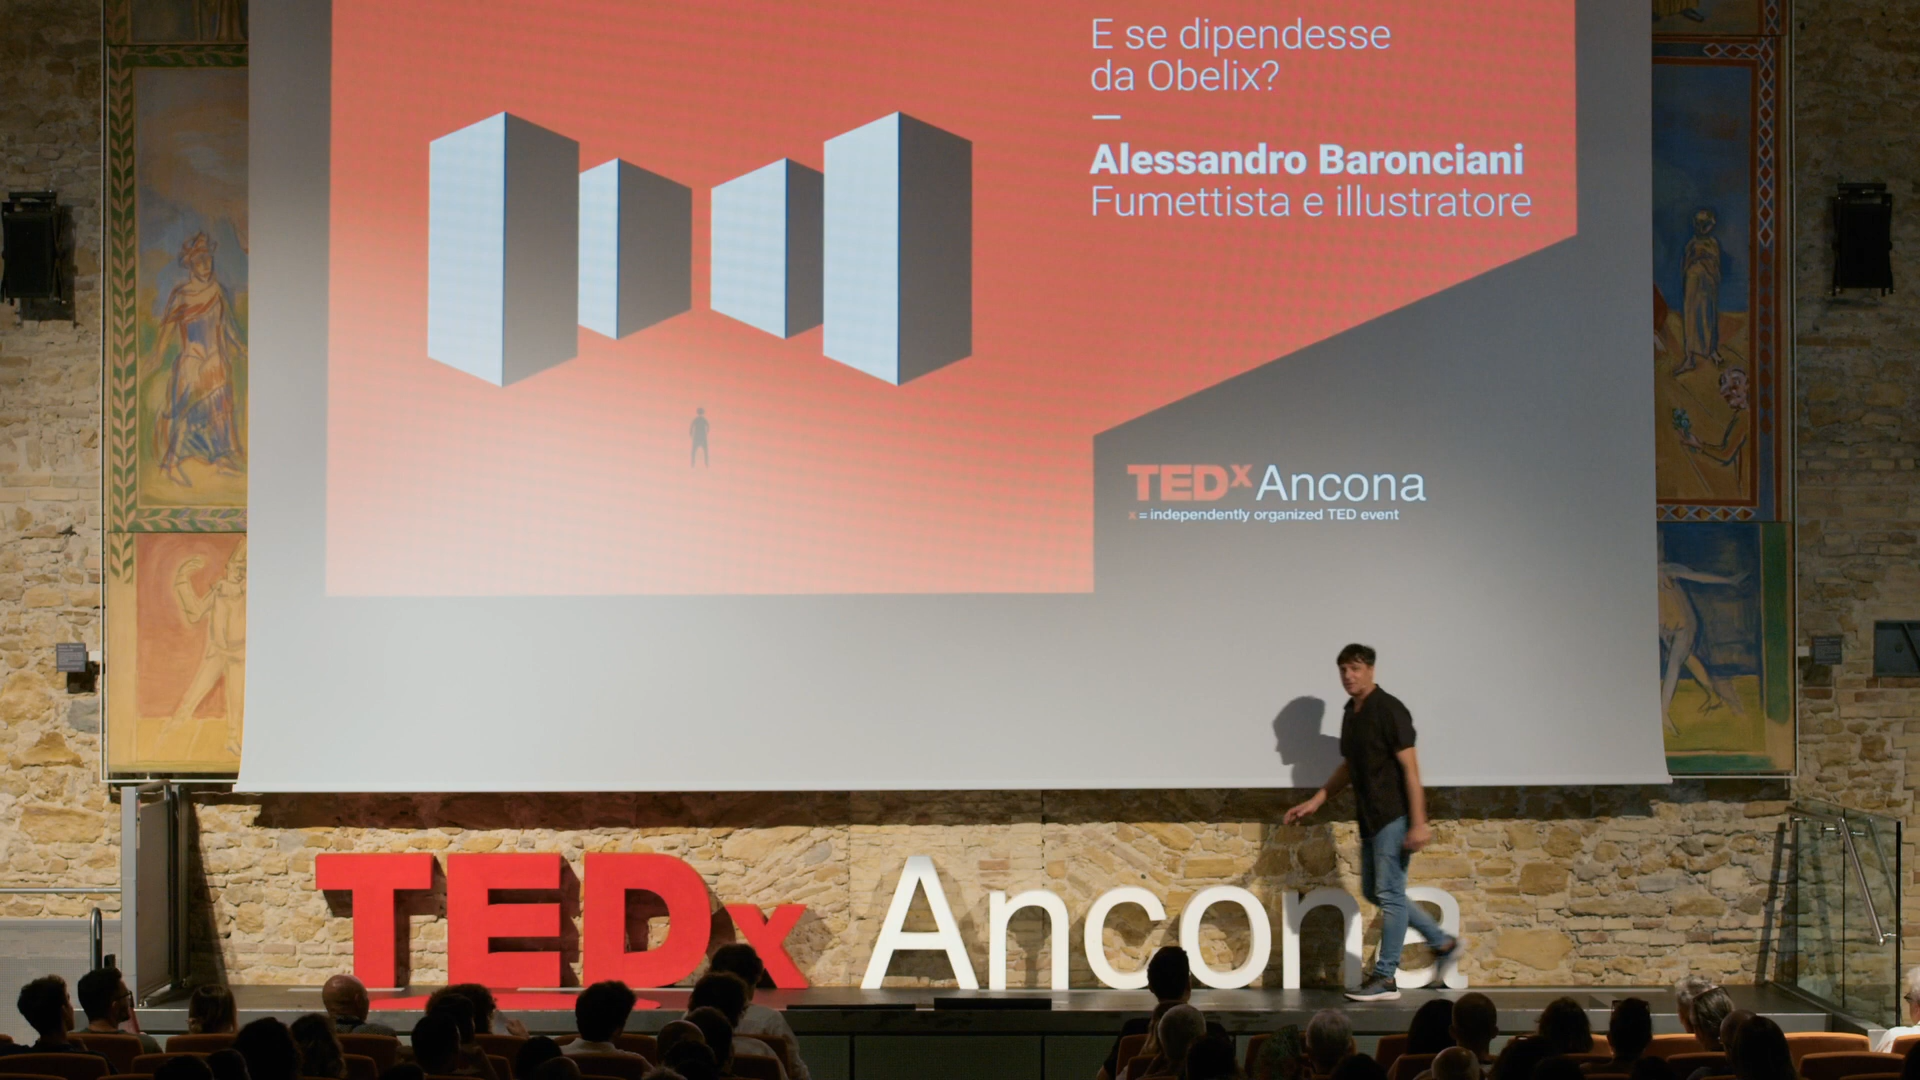 E se dipendesse
da Obelix?
—
Alessandro Baronciani
Fumettista e illustratore
TEDx Ancona
x = independently organized TED event
TEDx Ancona